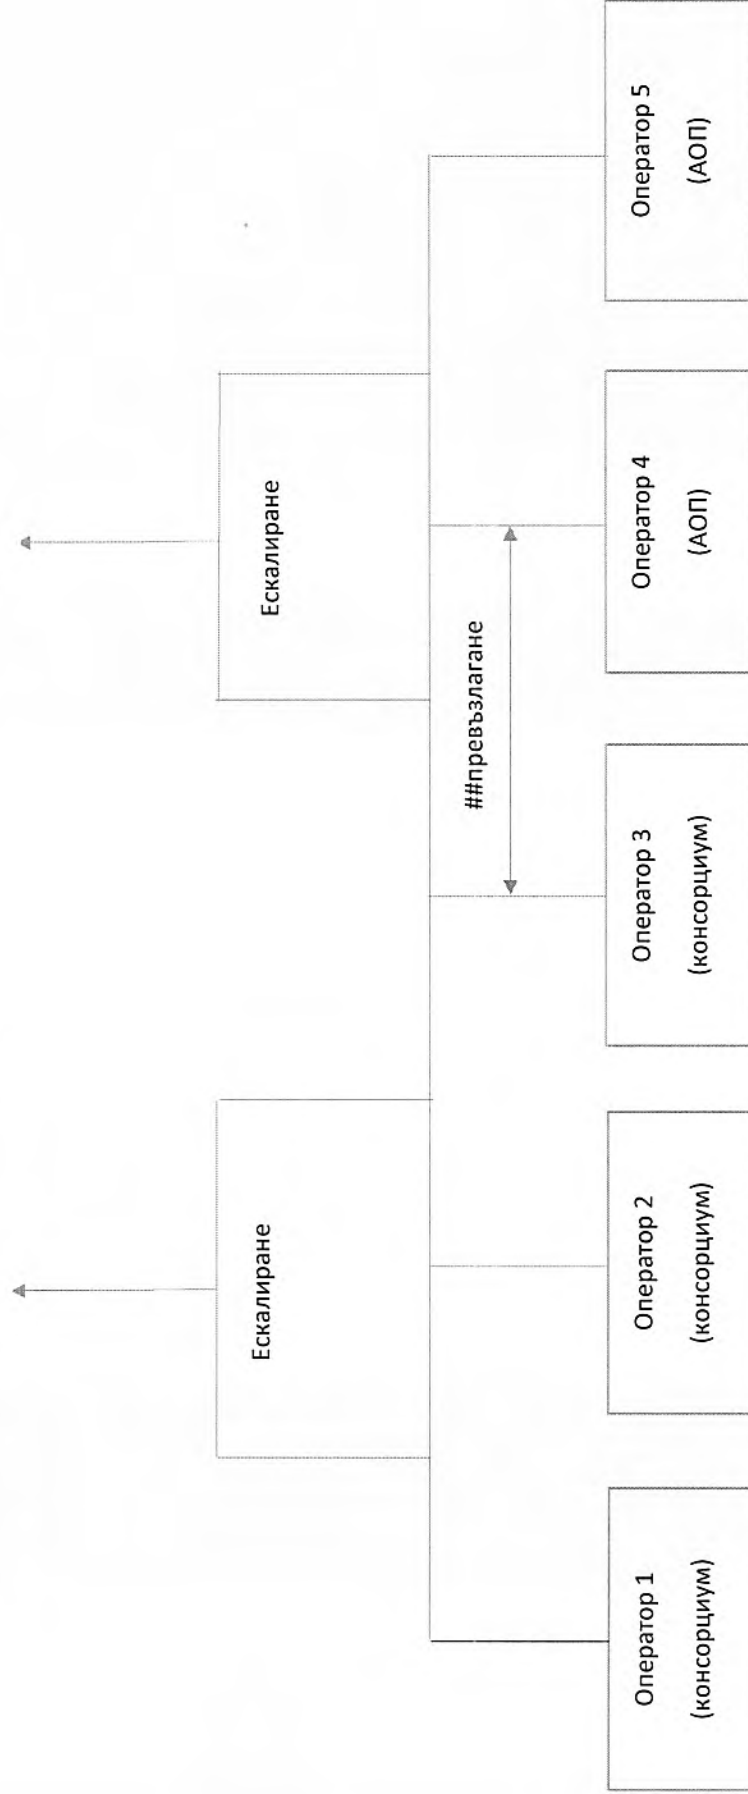 Ескалиране
Ескалиране
##превъзлагане
Оператор 1
(консорциум)
Оператор 2
(консорциум)
Оператор 3
(консорциум)
Оператор 4
(АОП)
Оператор 5
(АОП)